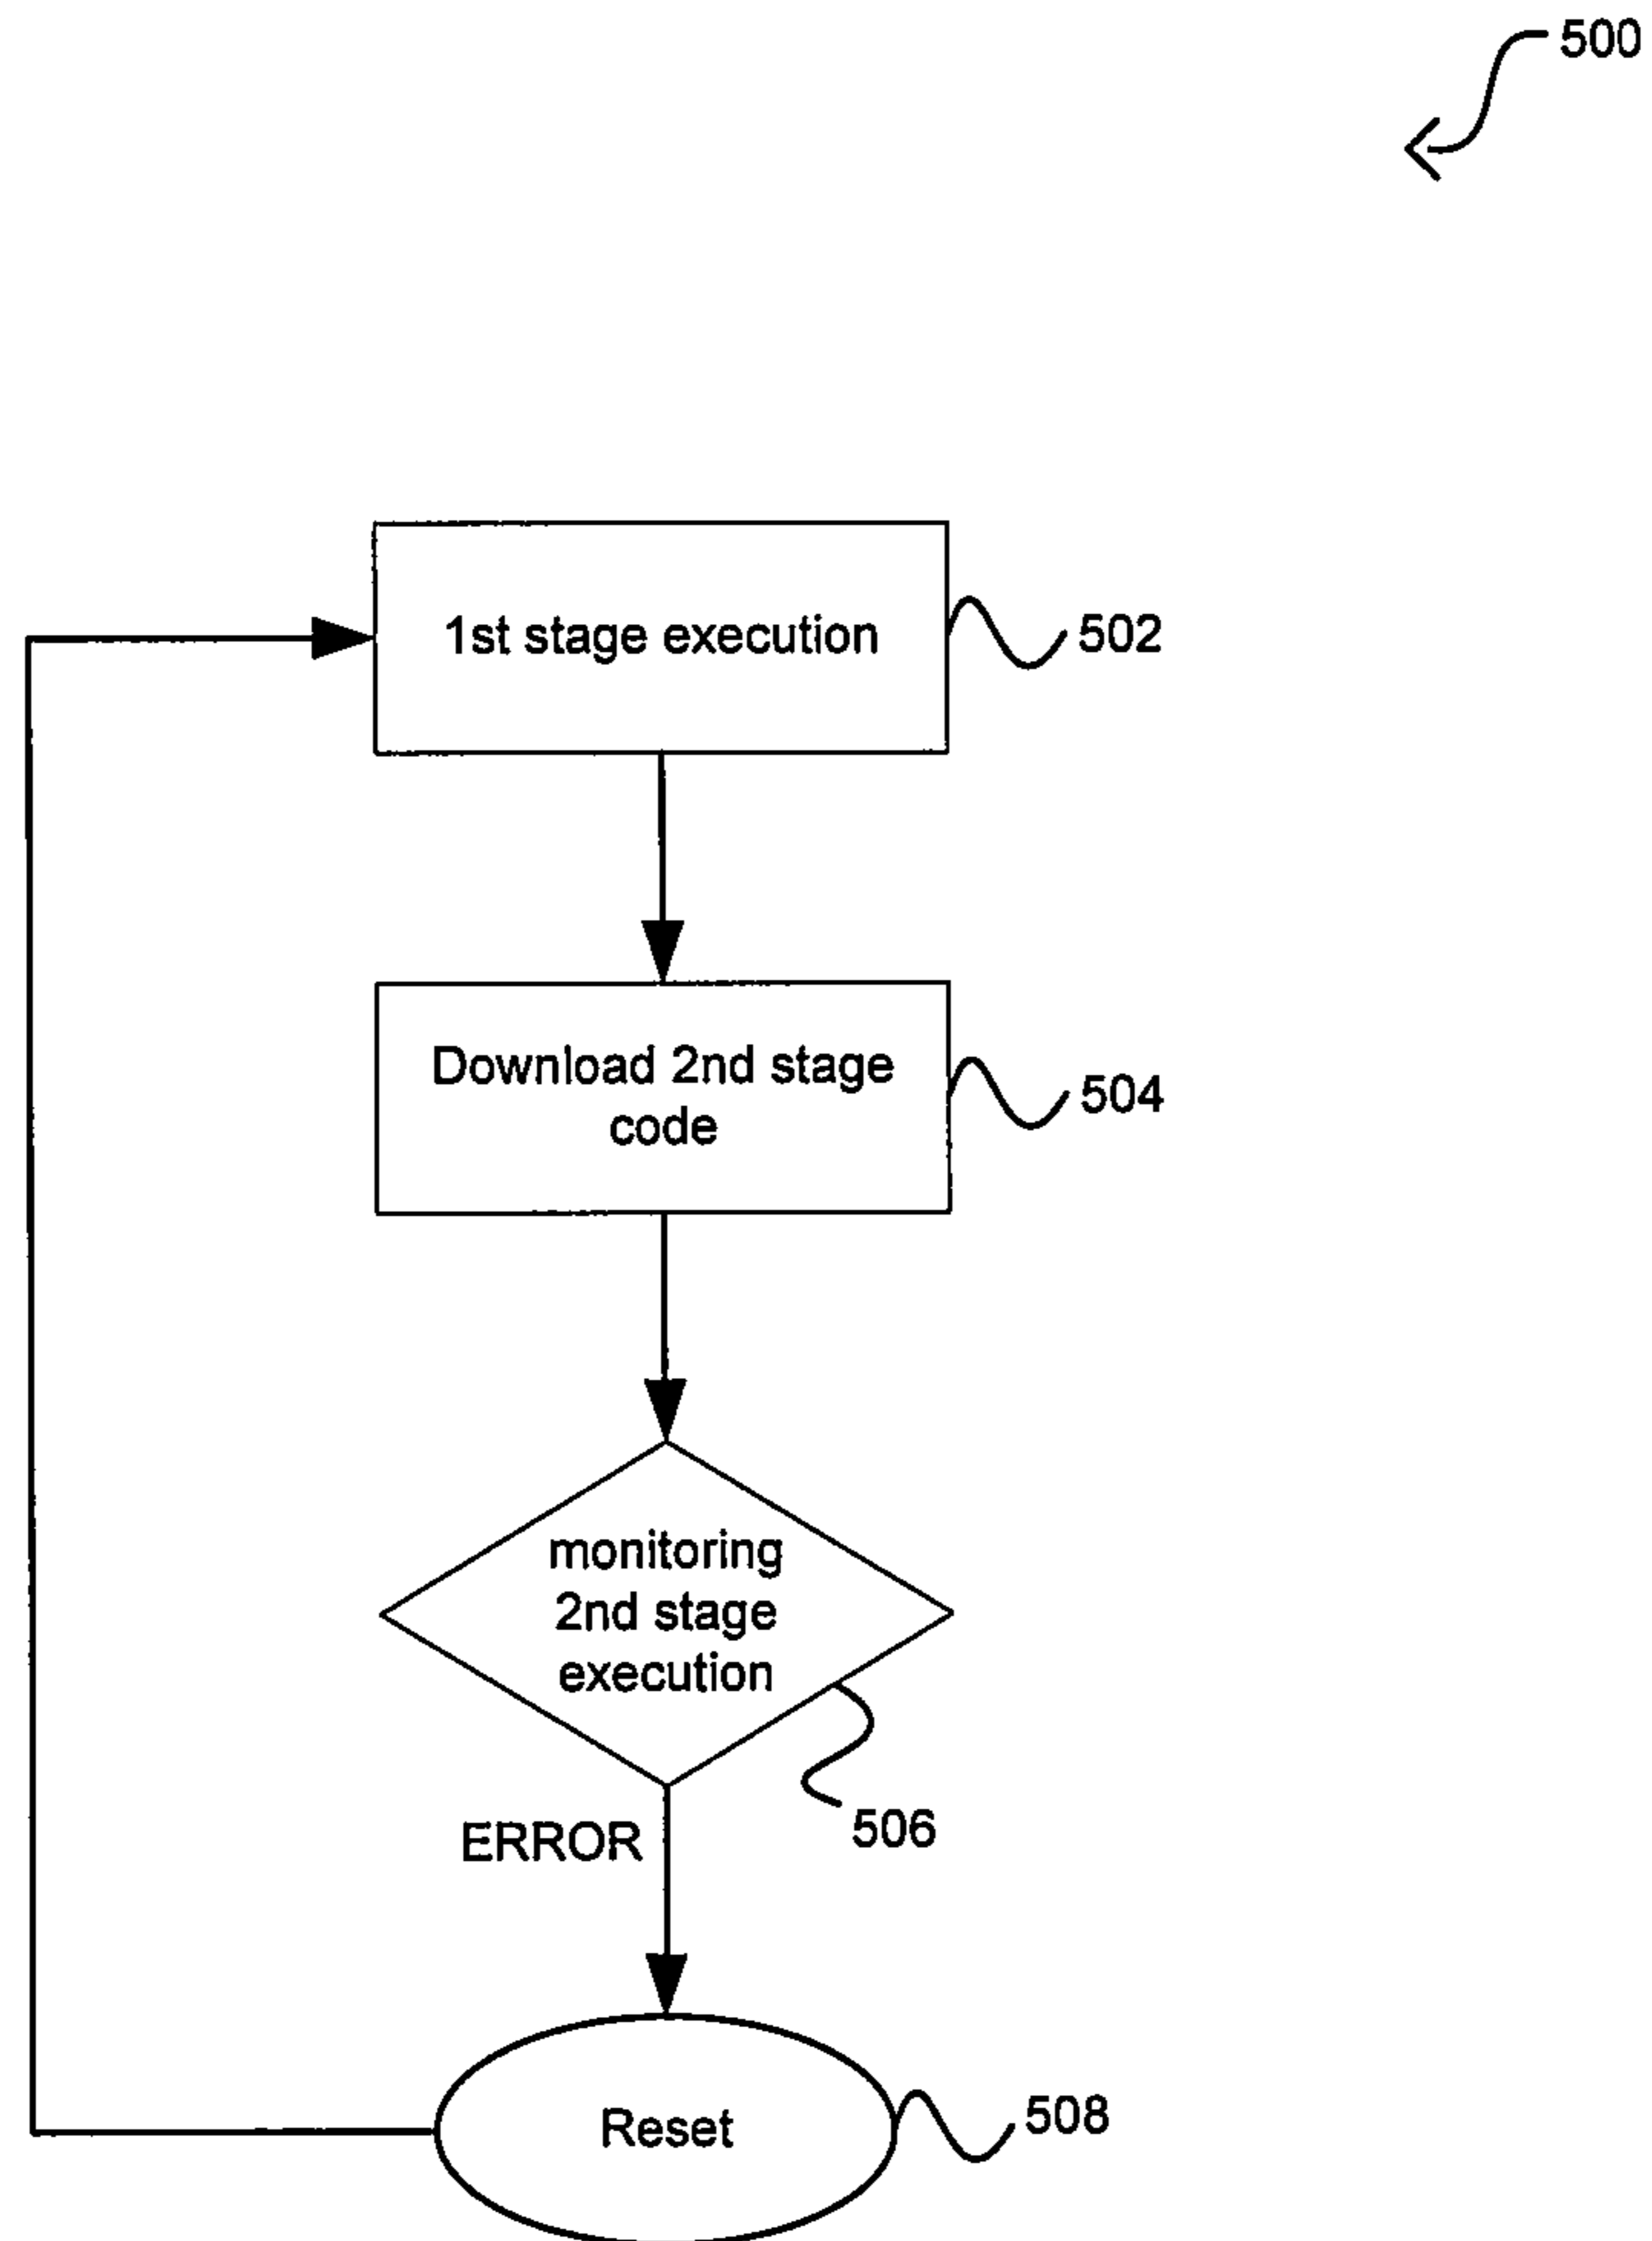 500
1st stage execution
502
Download 2nd stage
code
504
monitoring
2nd stage
execution
506
ERROR
Reset
508